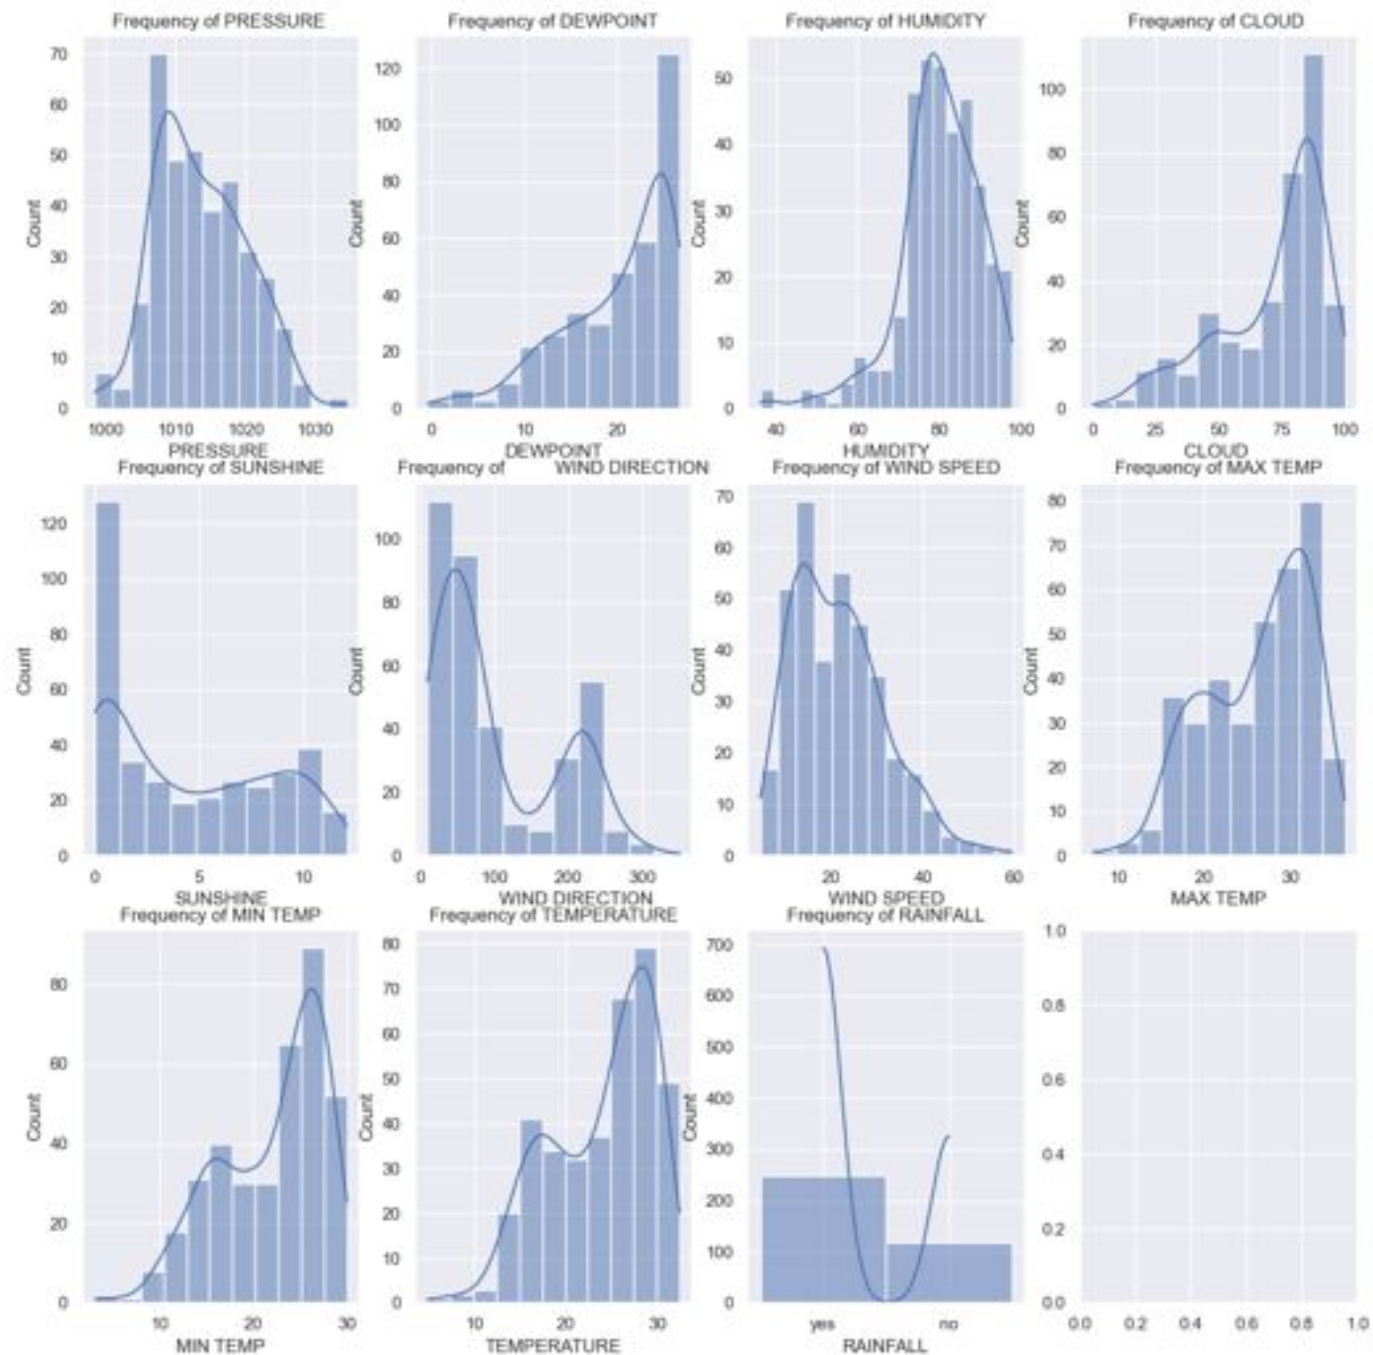 Frequency of PRESSURE
Frequency of DEWPOINT
Frequency of HUMIDITY
Frequency of CLOUD
70
60
50
40
30
20
10
0
Count
1000 1010 1020 1030
PRESSURE
120
100
80
60
40
20
0
Count
0 10 20
DEWPOINT
50
40
30
20
10
0
Count
40 60 80 100
HUMIDITY
100
80
60
40
20
0
Count
0 25 50 75 100
CLOUD
Frequency of SUNSHINE
Frequency of WIND DIRECTION
Frequency of WIND SPEED
Frequency of MAX TEMP
120
100
80
60
40
20
0
Count
0 5 10
SUNSHINE
100
80
60
40
20
0
Count
0 100 200 300
WIND DIRECTION
70
60
50
40
30
20
10
0
Count
20 40 60
WIND SPEED
80
70
60
50
40
30
20
10
0
Count
10 20 30
MAX TEMP
Frequency of MIN TEMP
Frequency of TEMPERATURE
Frequency of RAINFALL
80
60
40
20
0
Count
10 20 30
MIN TEMP
80
70
60
50
40
30
20
10
0
Count
10 20 30
TEMPERATURE
700
600
500
400
300
200
100
0
Count
yes no
RAINFALL
1.0
0.8
0.6
0.4
0.2
0.0
0.0 0.2 0.4 0.6 0.8 1.0